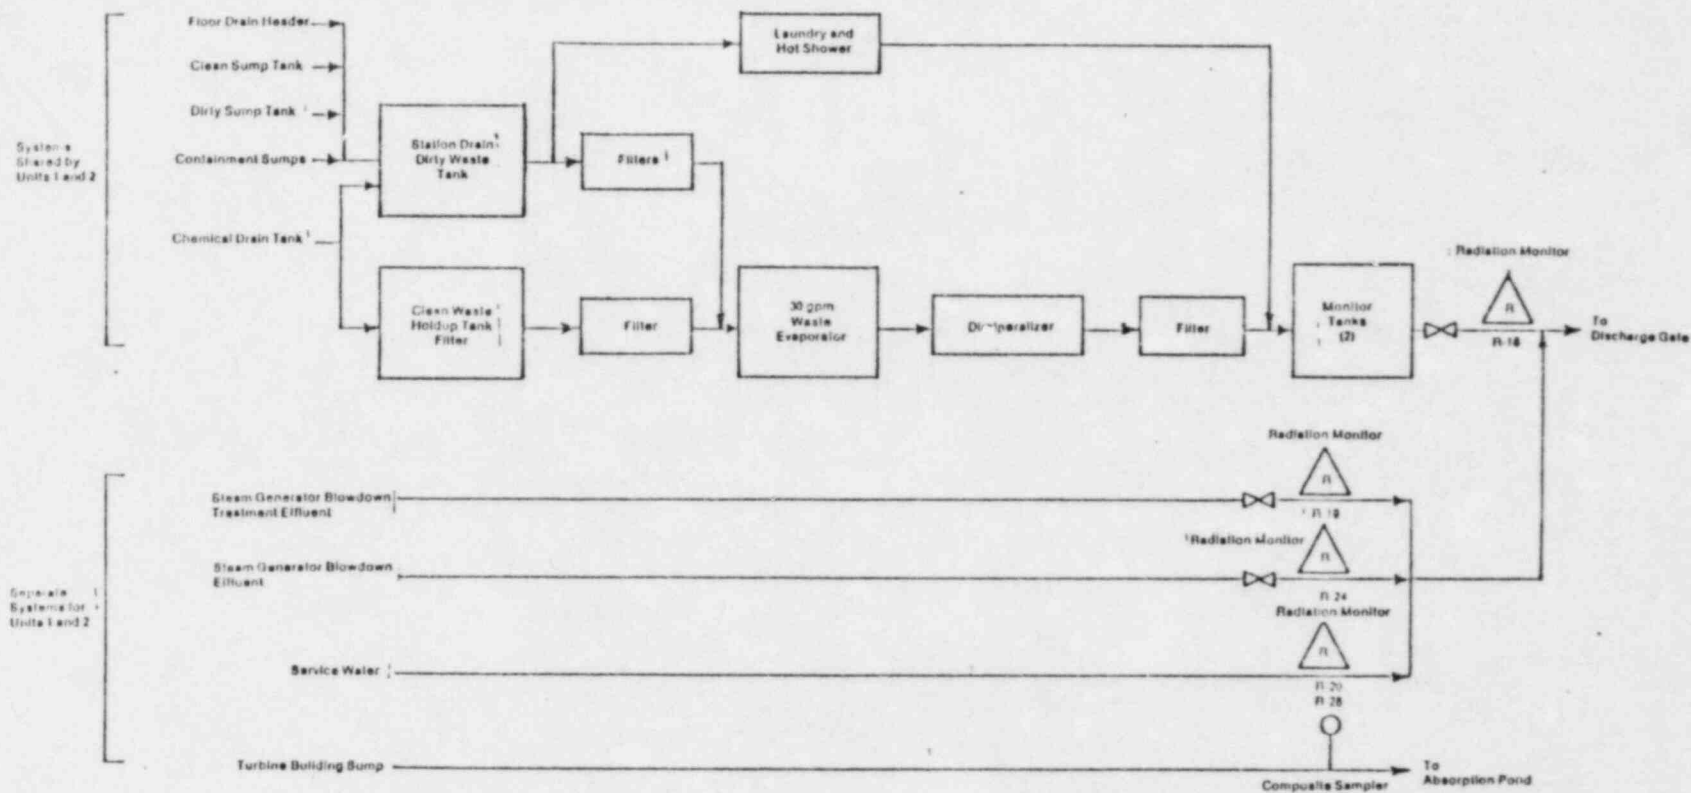 Floor Drain Header
Clean Sump Tank
Dirty Sump Tank
Containment Sumps
Chemical Drain Tank
Systems
Shared by
Units 1 and 2
Station Drain
Dirty Waste
Tank
Filters
Laundry and
Hot Shower
Clean Waste
Holdup Tank
Filter
Filter
30 gpm
Waste
Evaporator
Demineralizer
Filter
Monitor
Tanks
(2)
Radiation Monitor
R
R-18
To
Discharge Gate
Separate
Systems for
Units 1 and 2
Steam Generator Blowdown
Treatment Effluent
Radiation Monitor
R
R-19
Steam Generator Blowdown
Effluent
Radiation Monitor
R
R-24
Service Water
Radiation Monitor
R
R-20
Turbine Building Sump
Composite Sampler
To
Absorption Pond